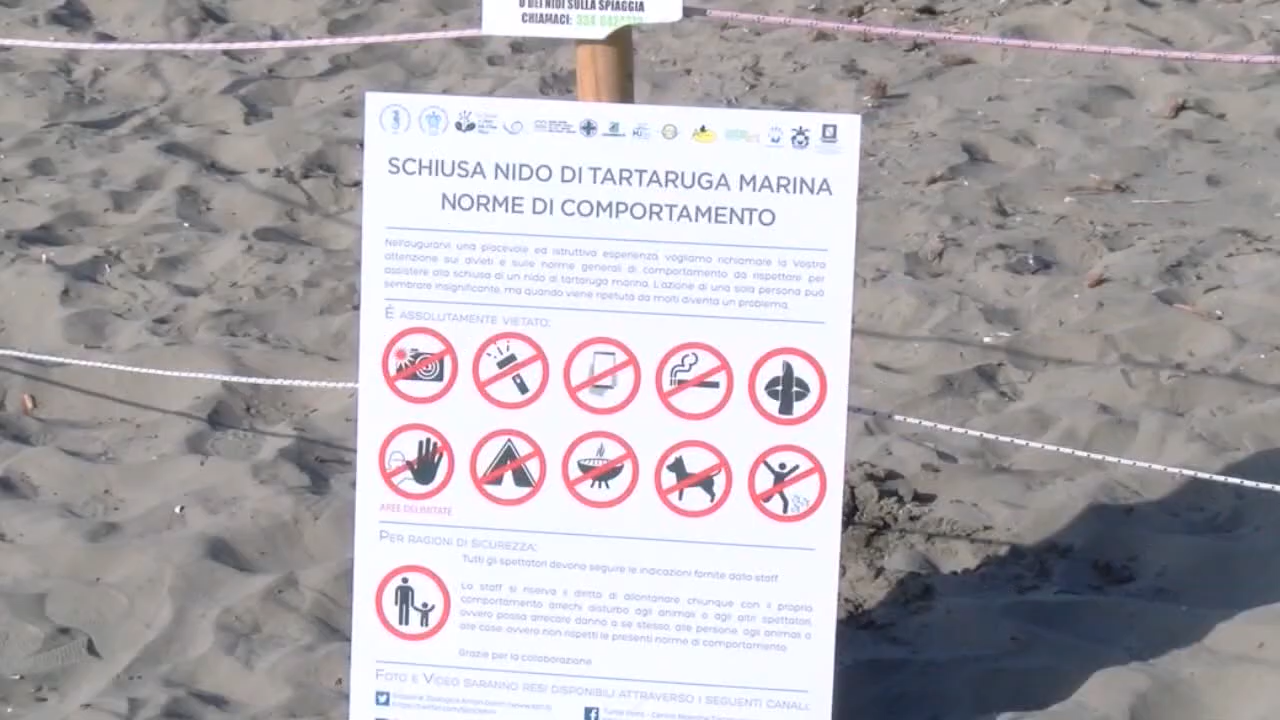 O DEI NIDI SULLA SPIAGGIA
CHIAMACI:
SCHIUSA NIDO DI TARTARUGA MARINA
NORME DI COMPORTAMENTO
Nell'augurarvi una piacevole ed istruttiva esperienza, vogliamo richiamare la Vostra
attenzione sui divieti e sulle norme generali di comportamento da rispettare per
assistere alla schiusa di un nido di tartaruga marina. L'azione di una sola persona può
sembrare insignificante, ma quando viene ripetuta da molti diventa un problema.
È ASSOLUTAMENTE VIETATO:
AREE DELIMITATE
PER RAGIONI DI SICUREZZA:
Tutti gli spettatori devono seguire le indicazioni fornite dallo staff
Lo staff si riserva il diritto di allontanare chiunque con il proprio
comportamento arrechi disturbo agli animali o agli altri spettatori,
ovvero possa arrecare danno a se stesso, alle persone, agli animali o
alle cose, ovvero non rispetti le presenti norme di comportamento
Grazie per la collaborazione
FOTO E VIDEO SARANNO RESI DISPONIBILI ATTRAVERSO I SEGUENTI CANALI: